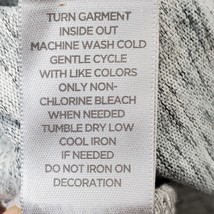 TURN GARMENT
INSIDE OUT
MACHINE WASH COLD
GENTLE CYCLE
WITH LIKE COLORS
ONLY NON-
CHLORINE BLEACH
WHEN NEEDED
TUMBLE DRY LOW
COOL IRON
IF NEEDED
DO NOT IRON ON
DECORATION